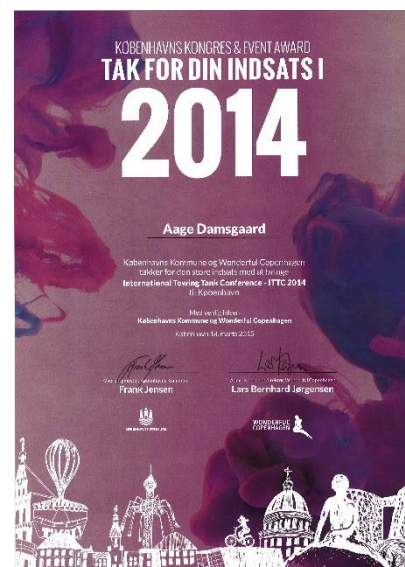 KØBENHAVNS KONGRES & EVENT AWARD
TAK FOR DIN INDSATS I
2014
Aage Damsgaard
Københavns Kommune og Wonderful Copenhagen
takker for den store indsats med at bringe
International Towing Tank Conference - ITTC 2014
til København
Med venlig hilsen
Københavns Kommune og Wonderful Copenhagen
København marts 2015
Frank Jensen
Lars Bernhard Jørgensen
WONDERFUL
COPENHAGEN